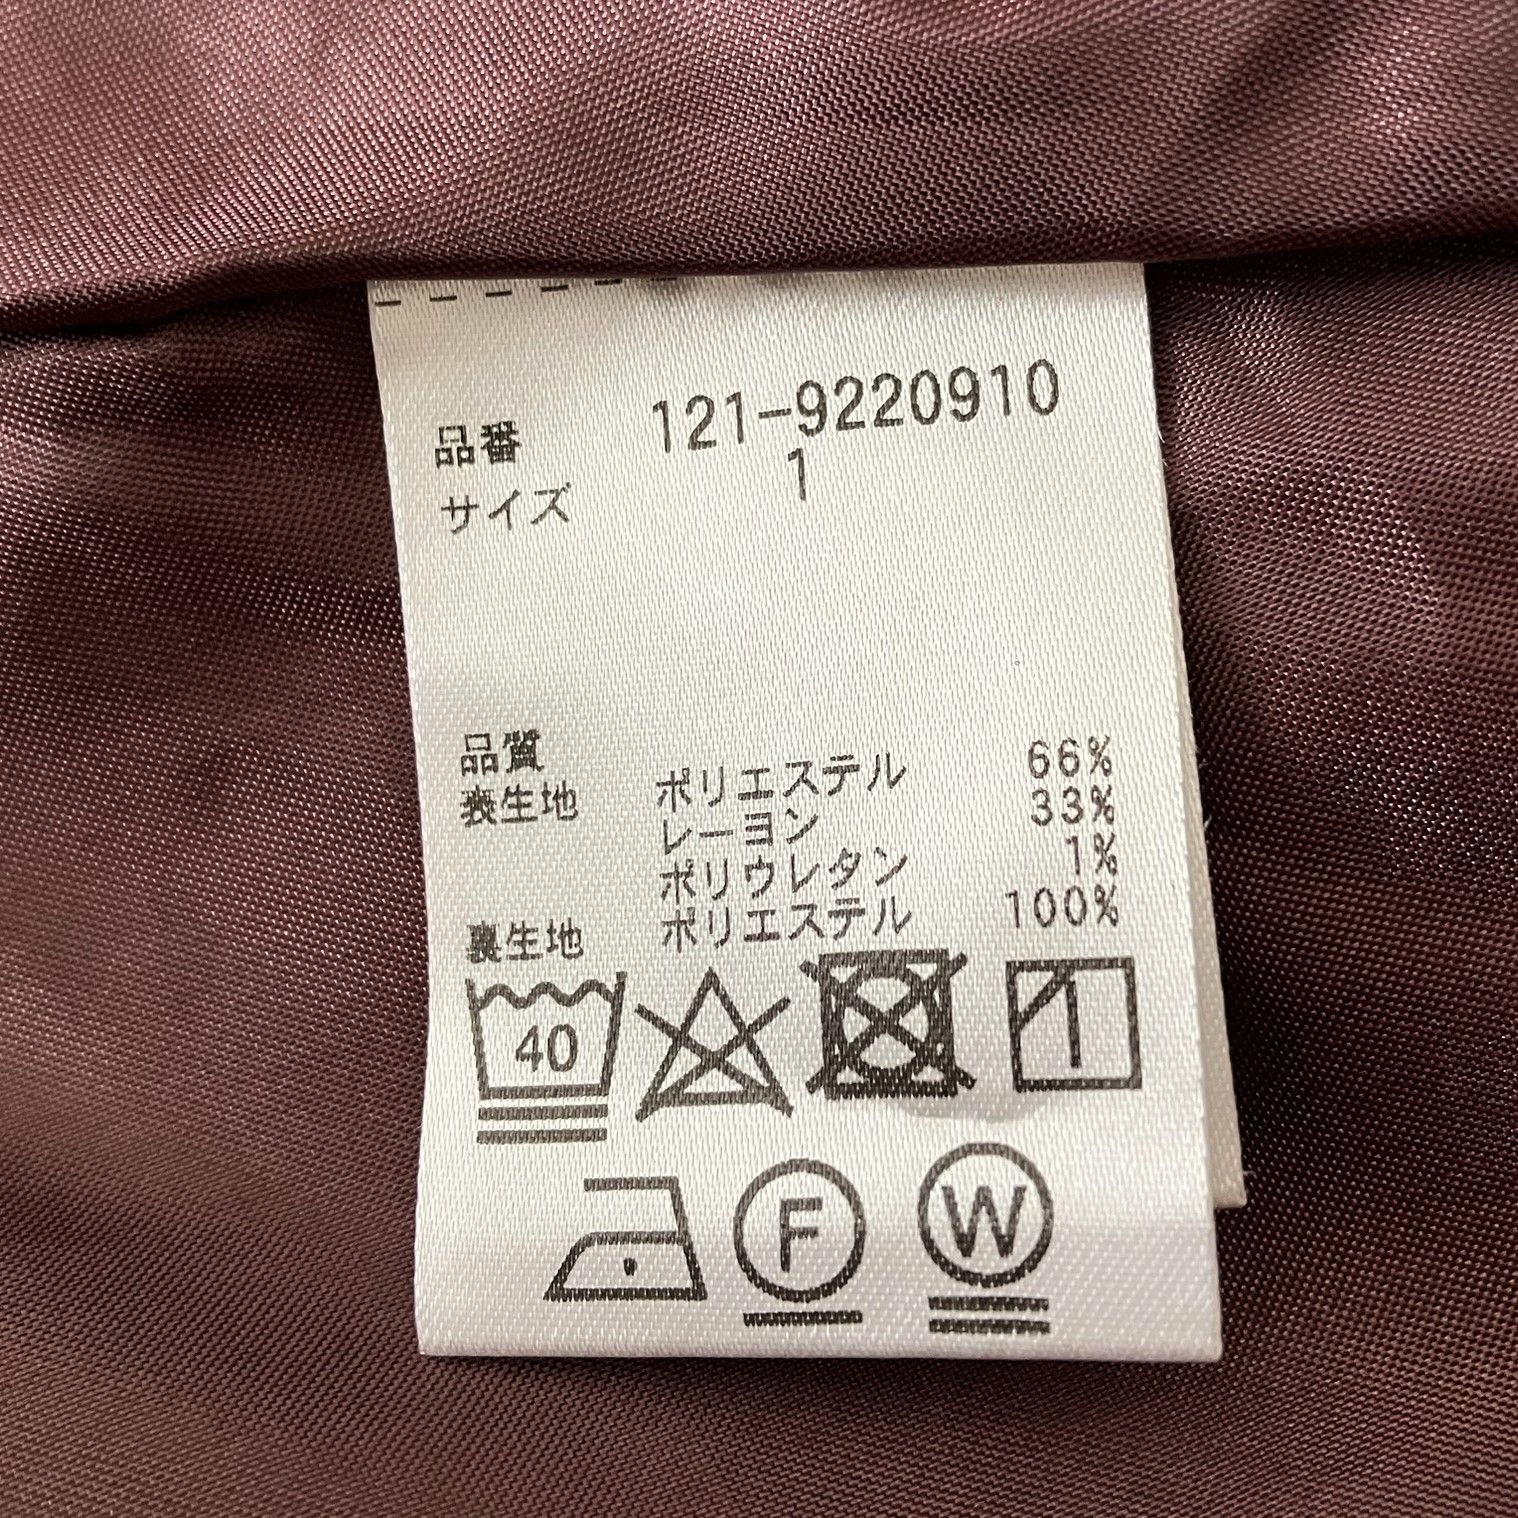 品番 121-9220910
サイズ 1
品質
表生地 ポリエステル 66%
レーヨン 33%
ポリウレタン 1%
裏生地 ポリエステル 100%
40
F
W